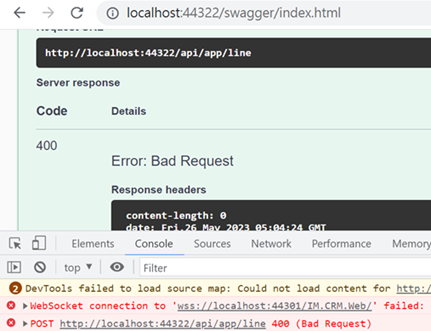 localhost:44322/swagger/index.html
http://localhost:44322/api/app/line
Server response
Code Details
400
Error: Bad Request
Response headers
content-length: 0
date: Fri,26 May 2023 05:04:24 GMT
Elements Console Sources Network Performance Memory
top Filter
2 DevTools failed to load source map: Could not load content for http:/
WebSocket connection to 'wss://localhost:44301/IM.CRM.Web/' failed:
POST http://localhost:44322/api/app/line 400 (Bad Request)